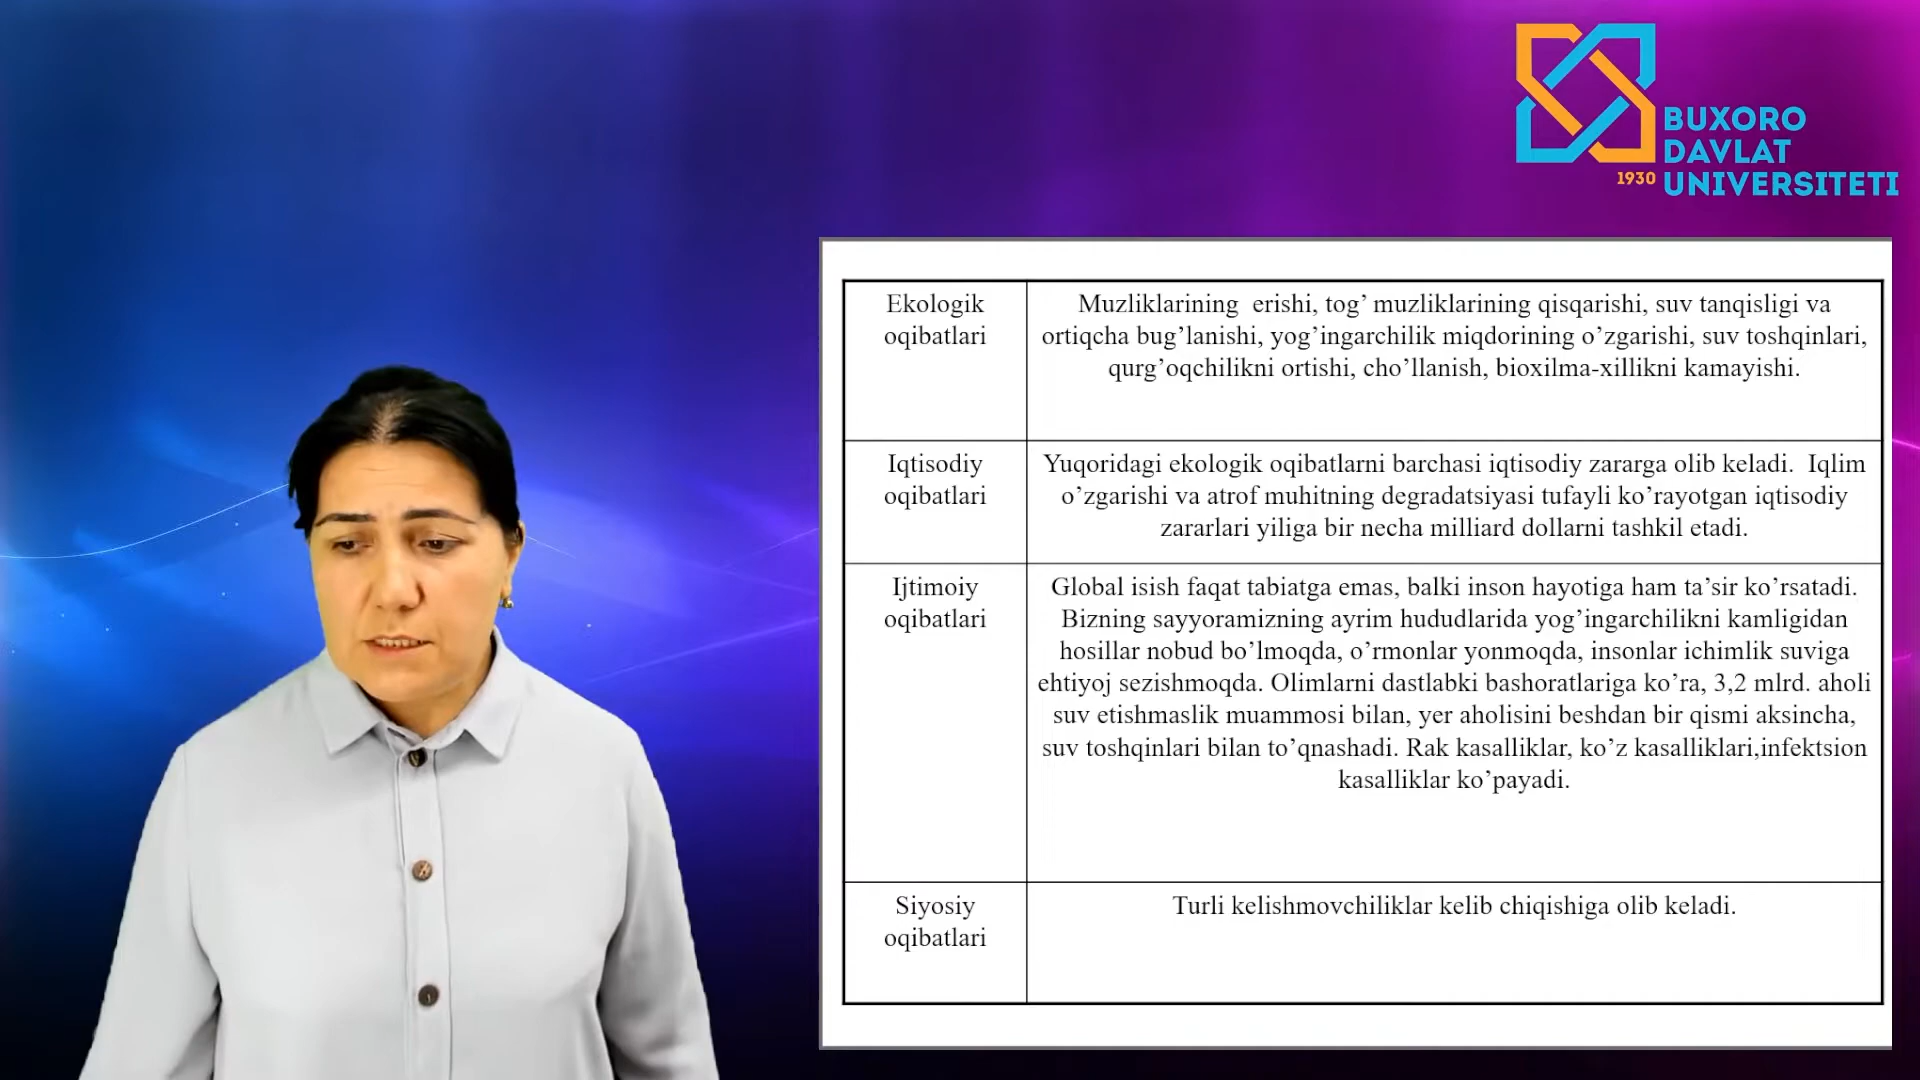 BUXORO
DAVLAT
1930 UNIVERSITETI
Ekologik
oqibatlari
Muzliklarining erishi, tog’ muzliklarining qisqarishi, suv tanqisligi va
ortiqcha bug’lanishi, yog’ingarchilik miqdorining o’zgarishi, suv toshqinlari,
qurg’oqchilikni ortishi, cho’llanish, bioxilma-xillikni kamayishi.
Iqtisodiy
oqibatlari
Yuqoridagi ekologik oqibatlarni barchasi iqtisodiy zararga olib keladi. Iqlim
o’zgarishi va atrof muhitning degradatsiyasi tufayli ko’rayotgan iqtisodiy
zararlari yiliga bir necha milliard dollarni tashkil etadi.
Ijtimoiy
oqibatlari
Global isish faqat tabiatga emas, balki inson hayotiga ham ta’sir ko’rsatadi.
Bizning sayyoramizning ayrim hududlarida yog’ingarchilikni kamligidan
hosillar nobud bo’lmoqda, o’rmonlar yonmoqda, insonlar ichimlik suviga
ehtiyoj sezishmoqda. Olimlarni dastlabki bashoratlariga ko’ra, 3,2 mlrd. aholi
suv etishmaslik muammosi bilan, yer aholisini beshdan bir qismi aksincha,
suv toshqinlari bilan to’qnashadi. Rak kasalliklar, ko’z kasalliklari,infektsion
kasalliklar ko’payadi.
Siyosiy
oqibatlari
Turli kelishmovchiliklar kelib chiqishiga olib keladi.